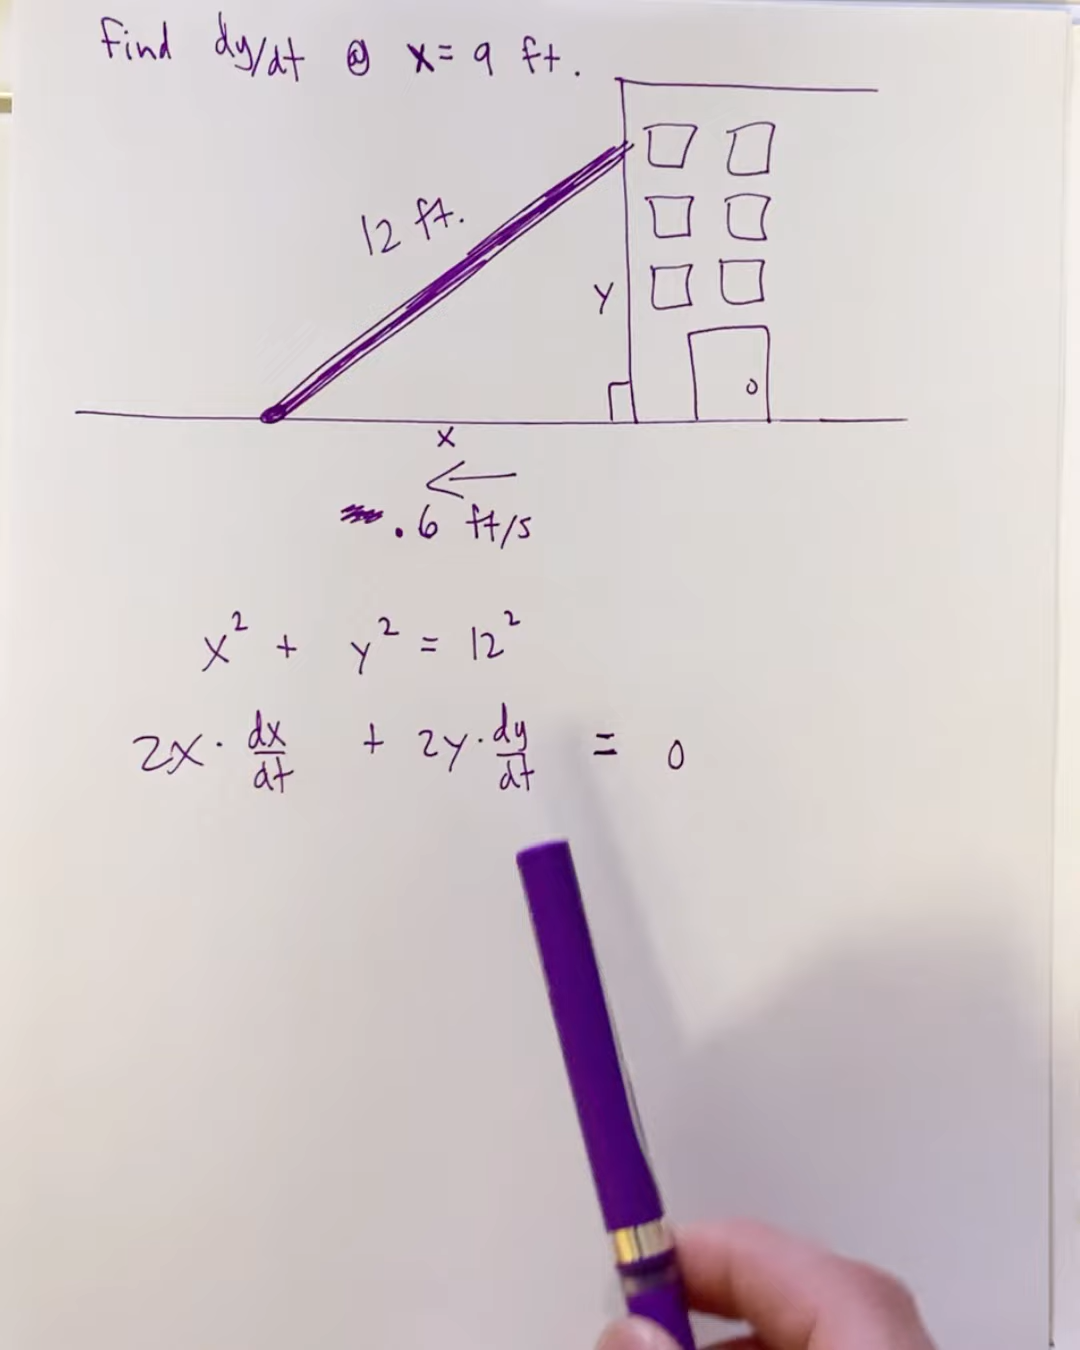 Find dy/dt @ x= 9 ft.
12 ft.
y
x
.6 ft/s
x² + y² = 12²
2x · dx/dt + 2y · dy/dt = 0